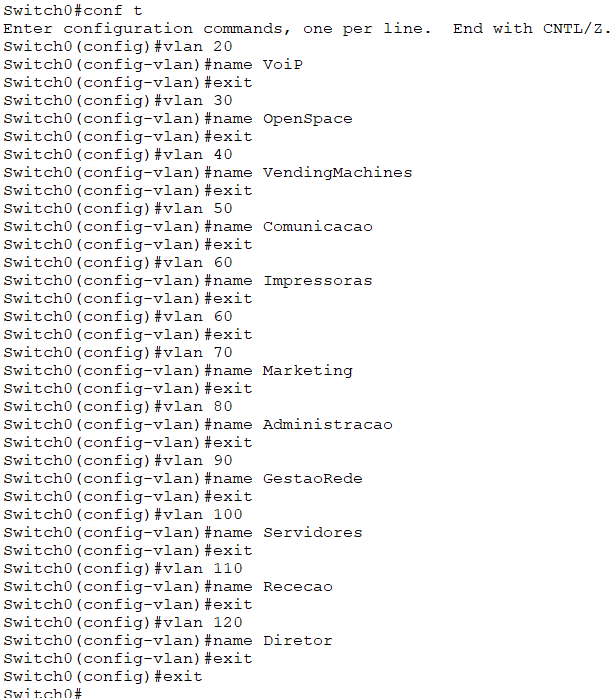 Switch0#conf t
Enter configuration commands, one per line.  End with CNTL/Z.
Switch0(config)#vlan 20
Switch0(config-vlan)#name VoiP
Switch0(config-vlan)#exit
Switch0(config)#vlan 30
Switch0(config-vlan)#name OpenSpace
Switch0(config-vlan)#exit
Switch0(config)#vlan 40
Switch0(config-vlan)#name VendingMachines
Switch0(config-vlan)#exit
Switch0(config)#vlan 50
Switch0(config-vlan)#name Comunicacao
Switch0(config-vlan)#exit
Switch0(config)#vlan 60
Switch0(config-vlan)#name Impressoras
Switch0(config-vlan)#exit
Switch0(config)#vlan 60
Switch0(config-vlan)#exit
Switch0(config)#vlan 70
Switch0(config-vlan)#name Marketing
Switch0(config-vlan)#exit
Switch0(config)#vlan 80
Switch0(config-vlan)#name Administracao
Switch0(config-vlan)#exit
Switch0(config)#vlan 90
Switch0(config-vlan)#name GestaoRede
Switch0(config-vlan)#exit
Switch0(config)#vlan 100
Switch0(config-vlan)#name Servidores
Switch0(config-vlan)#exit
Switch0(config)#vlan 110
Switch0(config-vlan)#name Rececao
Switch0(config-vlan)#exit
Switch0(config)#vlan 120
Switch0(config-vlan)#name Diretor
Switch0(config-vlan)#exit
Switch0(config)#exit
Switch0#